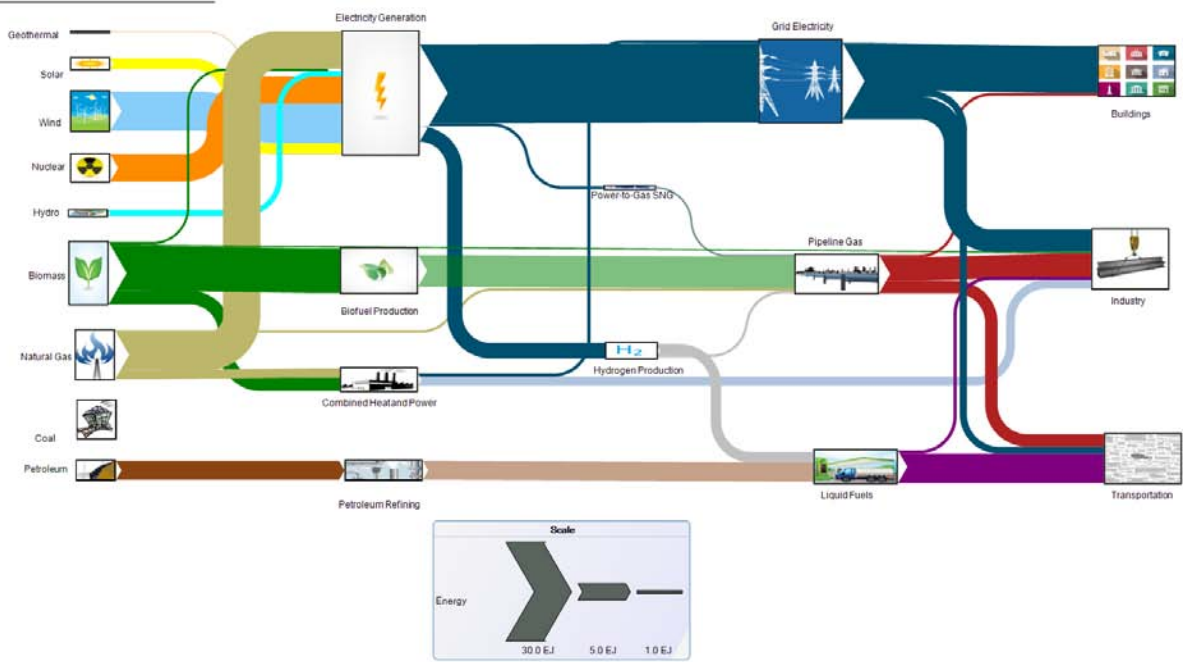 Electricity Generation
Grid Electricity
Geothermal
Solar
Wind
Buildings
Nuclear
Power-to-Gas SNG
Hydro
Pipeline Gas
Biomass
Biofuel Production
Industry
Natural Gas
H2
Hydrogen Production
Combined Heat and Power
Coal
Petroleum
Petroleum Refining
Liquid Fuels
Transportation
Scale
Energy
30.0 EJ 5.0 EJ 1.0 EJ